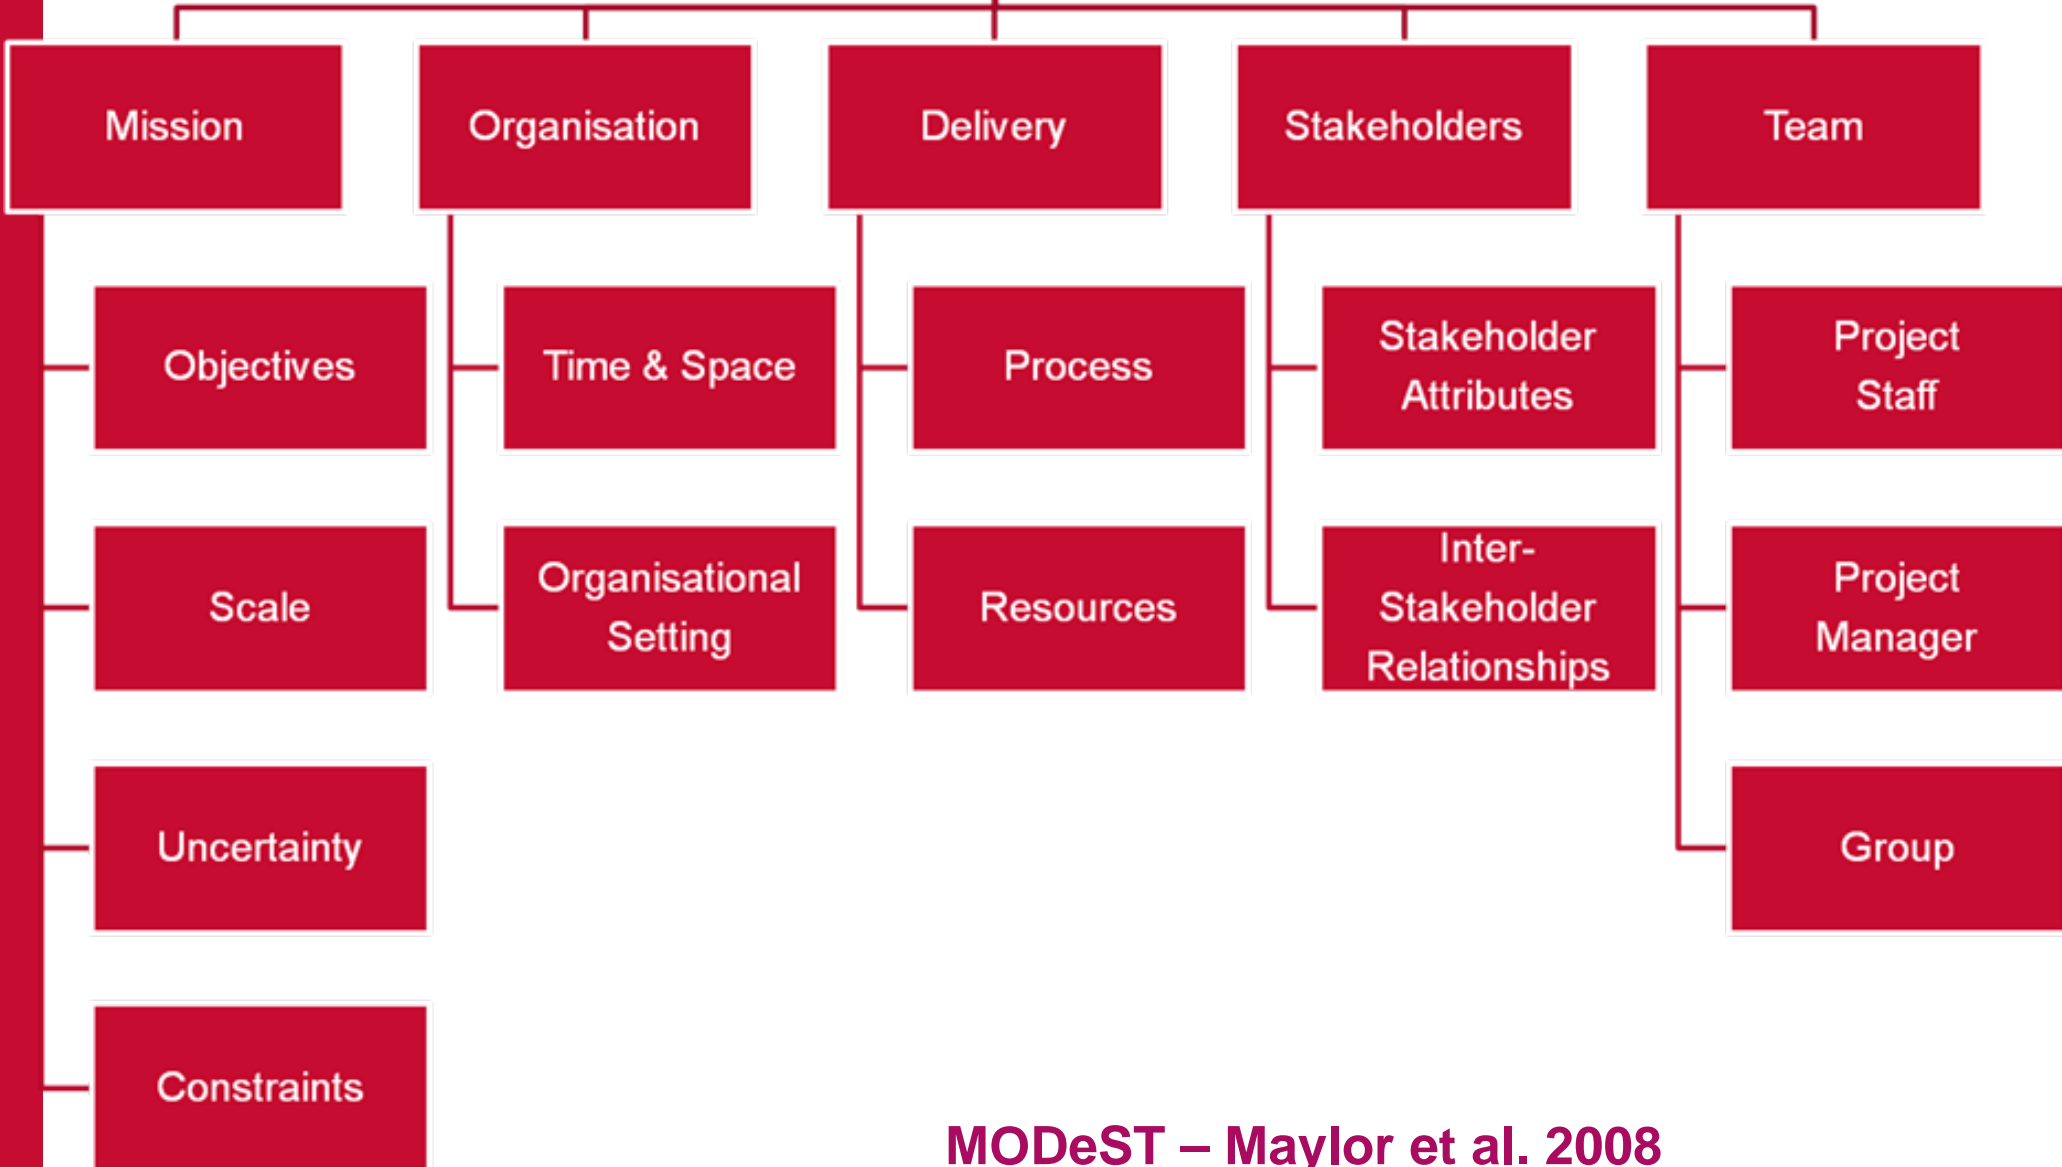 Mission
Organisation
Delivery
Stakeholders
Team
Objectives
Time & Space
Process
Stakeholder
Attributes
Project
Staff
Scale
Organisational
Setting
Resources
Inter-
Stakeholder
Relationships
Project
Manager
Uncertainty
Group
Constraints
MODeST – Maylor et al. 2008